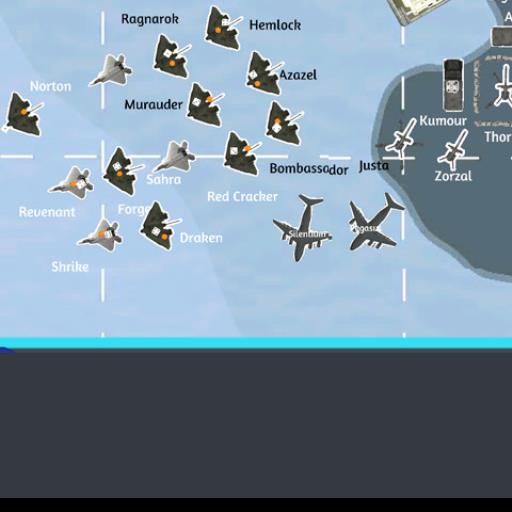 Ragnarok
Hemlock
A
Azazel
Norton
Murauder
Kumour
Thor
Bombassador
Justa
Zorzal
Sahra
Red Cracker
Revenant
Forge
Silentium
Pegasus
Draken
Shrike